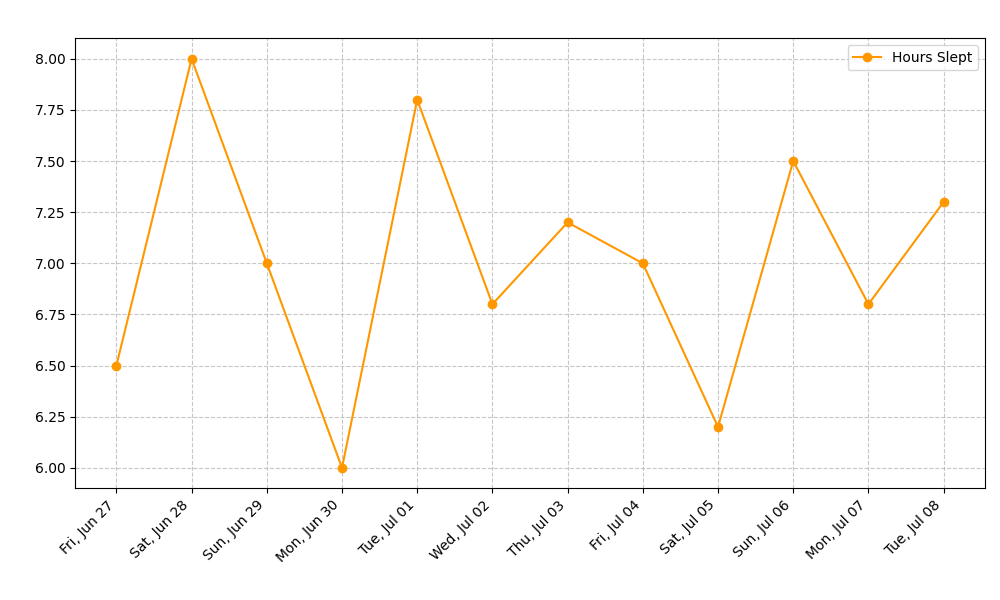 Hours Slept
8.00
7.75
7.50
7.25
7.00
6.75
6.50
6.25
6.00
Fri, Jun 27
Sat, Jun 28
Sun, Jun 29
Mon, Jun 30
Tue, Jul 01
Wed, Jul 02
Thu, Jul 03
Fri, Jul 04
Sat, Jul 05
Sun, Jul 06
Mon, Jul 07
Tue, Jul 08